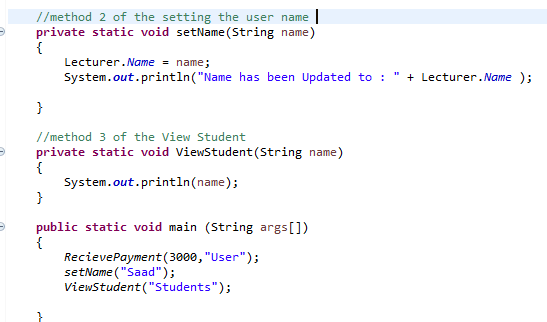 //method 2 of the setting the user name
private static void setName(String name)
{
Lecturer.Name = name;
System.out.println("Name has been Updated to : " + Lecturer.Name );
}
//method 3 of the View Student
private static void ViewStudent(String name)
{
System.out.println(name);
}
public static void main (String args[])
{
RecievePayment(3000,"User");
setName("Saad");
ViewStudent("Students");
}